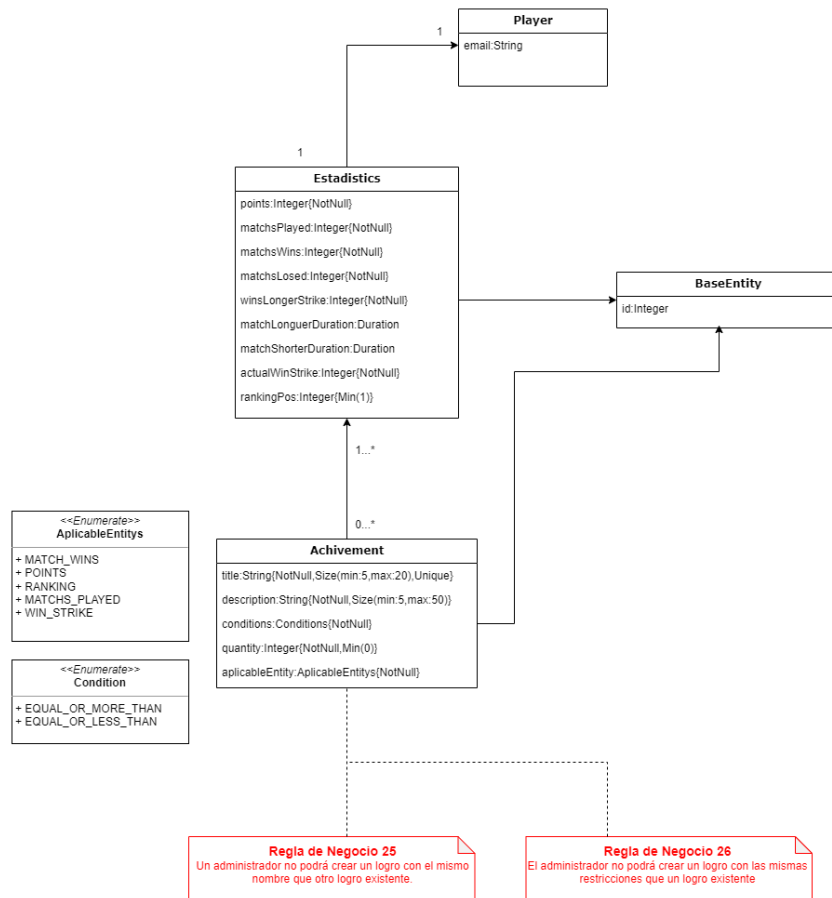 Player
email:String
1
1
Estadistics
points:Integer{NotNull}
matchsPlayed:Integer{NotNull}
matchsWins:Integer{NotNull}
matchsLosed:Integer{NotNull}
winsLongerStrike:Integer{NotNull}
matchLonguerDuration:Duration
matchShorterDuration:Duration
actualWinStrike:Integer{NotNull}
rankingPos:Integer{Min(1)}
BaseEntity
id:Integer
1...*
0...*
<<Enumerate>>
AplicableEntitys
+ MATCH_WINS
+ POINTS
+ RANKING
+ MATCHS_PLAYED
+ WIN_STRIKE
Achivement
title:String{NotNull,Size(min:5,max:20),Unique}
description:String{NotNull,Size(min:5,max:50)}
conditions:Conditions{NotNull}
quantity:Integer{NotNull,Min(0)}
aplicableEntity:AplicableEntitys{NotNull}
<<Enumerate>>
Condition
+ EQUAL_OR_MORE_THAN
+ EQUAL_OR_LESS_THAN
Regla de Negocio 25
Un administrador no podrá crear un logro con el mismo
nombre que otro logro existente.
Regla de Negocio 26
El administrador no podrá crear un logro con las mismas
restricciones que un logro existente